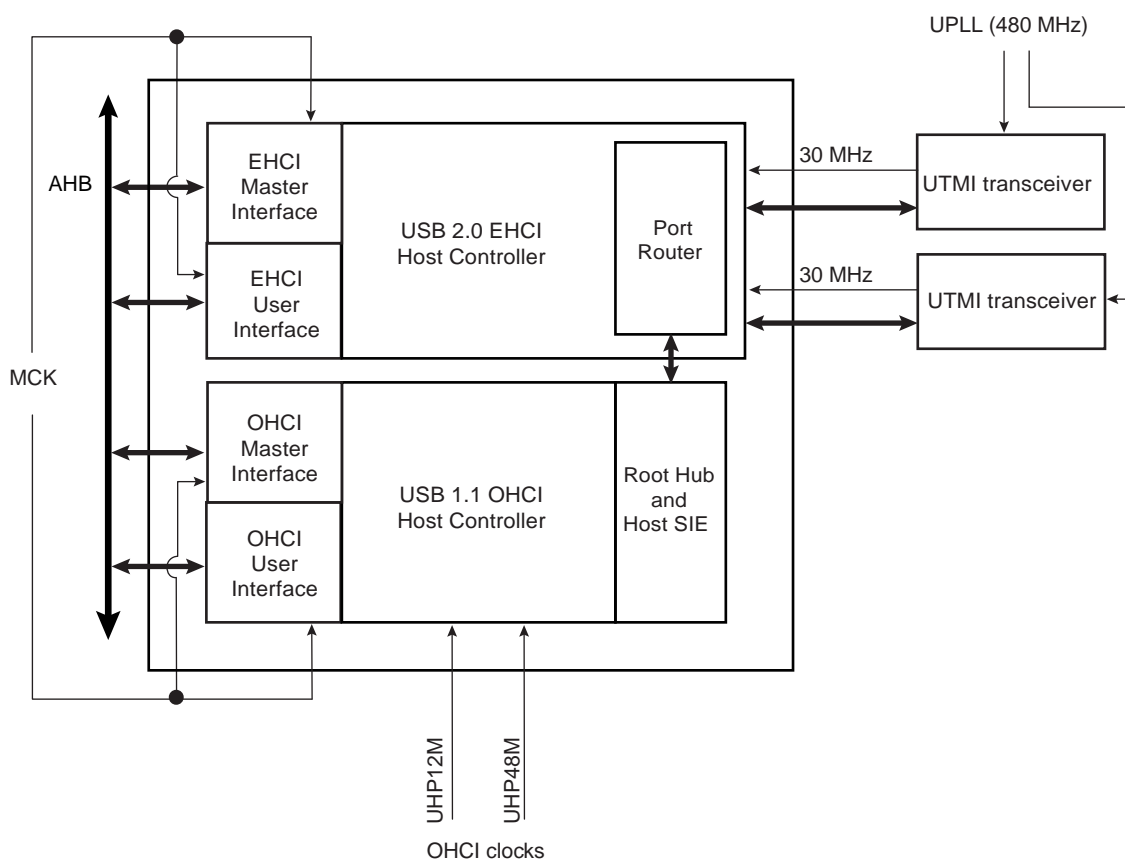 UPLL (480 MHz)
AHB
MCK
EHCI
Master
Interface
EHCI
User
Interface
USB 2.0 EHCI
Host Controller
Port
Router
30 MHz
UTMI transceiver
30 MHz
UTMI transceiver
OHCI
Master
Interface
OHCI
User
Interface
USB 1.1 OHCI
Host Controller
Root Hub
and
Host SIE
UHP12M
UHP48M
OHCI clocks